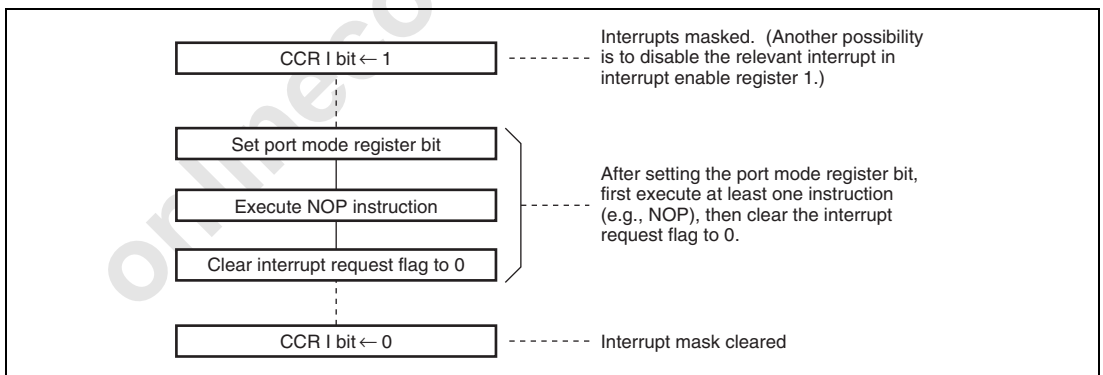 CCR I bit ← 1
Interrupts masked. (Another possibility
is to disable the relevant interrupt in
interrupt enable register 1.)
Set port mode register bit
Execute NOP instruction
Clear interrupt request flag to 0
After setting the port mode register bit,
first execute at least one instruction
(e.g., NOP), then clear the interrupt
request flag to 0.
CCR I bit ← 0
Interrupt mask cleared
onlineco